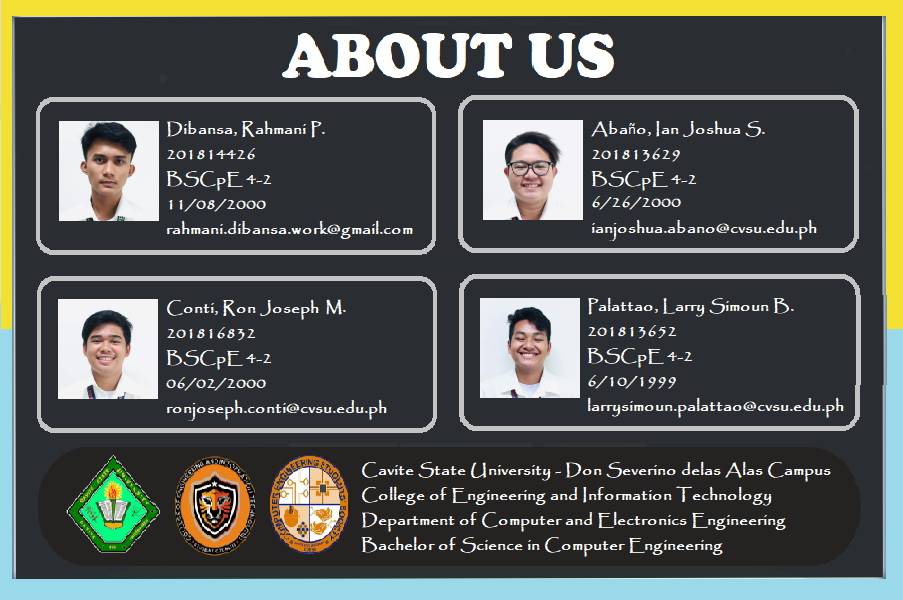 ABOUT US
Dibansa, Rahmani P.
201814426
BSCpE 4-2
11/08/2000
rahmani.dibansa.work@gmail.com
Abaño, Ian Joshua S.
201813629
BSCpE 4-2
6/26/2000
ianjoshua.abano@cvsu.edu.ph
Conti, Ron Joseph M.
201816832
BSCpE 4-2
06/02/2000
ronjoseph.conti@cvsu.edu.ph
Palattao, Larry Simoun B.
201813652
BSCpE 4-2
6/10/1999
larrysimoun.palattao@cvsu.edu.ph
Cavite State University - Don Severino delas Alas Campus
College of Engineering and Information Technology
Department of Computer and Electronics Engineering
Bachelor of Science in Computer Engineering